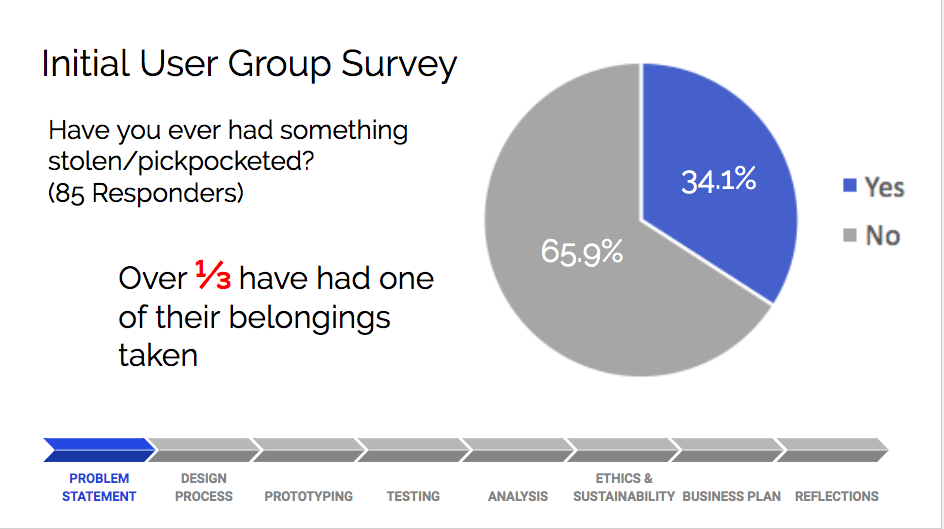 Initial User Group Survey
Have you ever had something
stolen/pickpocketed?
(85 Responders)
Over ⅓ have had one
of their belongings
taken
34.1%
65.9%
Yes
No
PROBLEM
STATEMENT
DESIGN
PROCESS
PROTOTYPING
TESTING
ANALYSIS
ETHICS &
SUSTAINABILITY
BUSINESS PLAN
REFLECTIONS